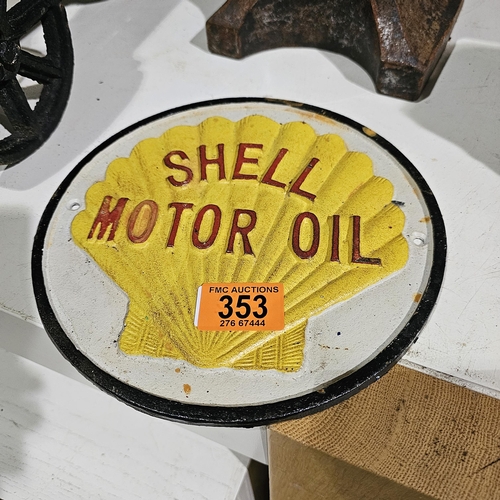 SHELL
MOTOR OIL
FMC AUCTIONS
353
276 67444